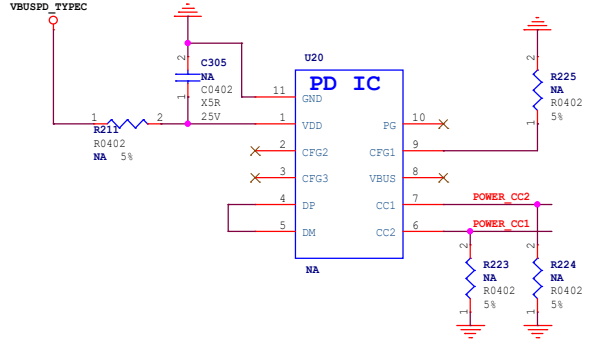 VBUSPD_TYPEC
C305
NA
C0402
X5R
25V
2
1
1
2
R211
R0402
NA 5%
U20
PD IC
11
GND
1
VDD
2
CFG2
3
CFG3
4
DP
5
DM
10
PG
9
CFG1
8
VBUS
7
CC1
6
CC2
NA
R225
NA
R0402
5%
2
1
POWER_CC2
POWER_CC1
2
R223
NA
R0402
5%
1
2
R224
NA
R0402
5%
1